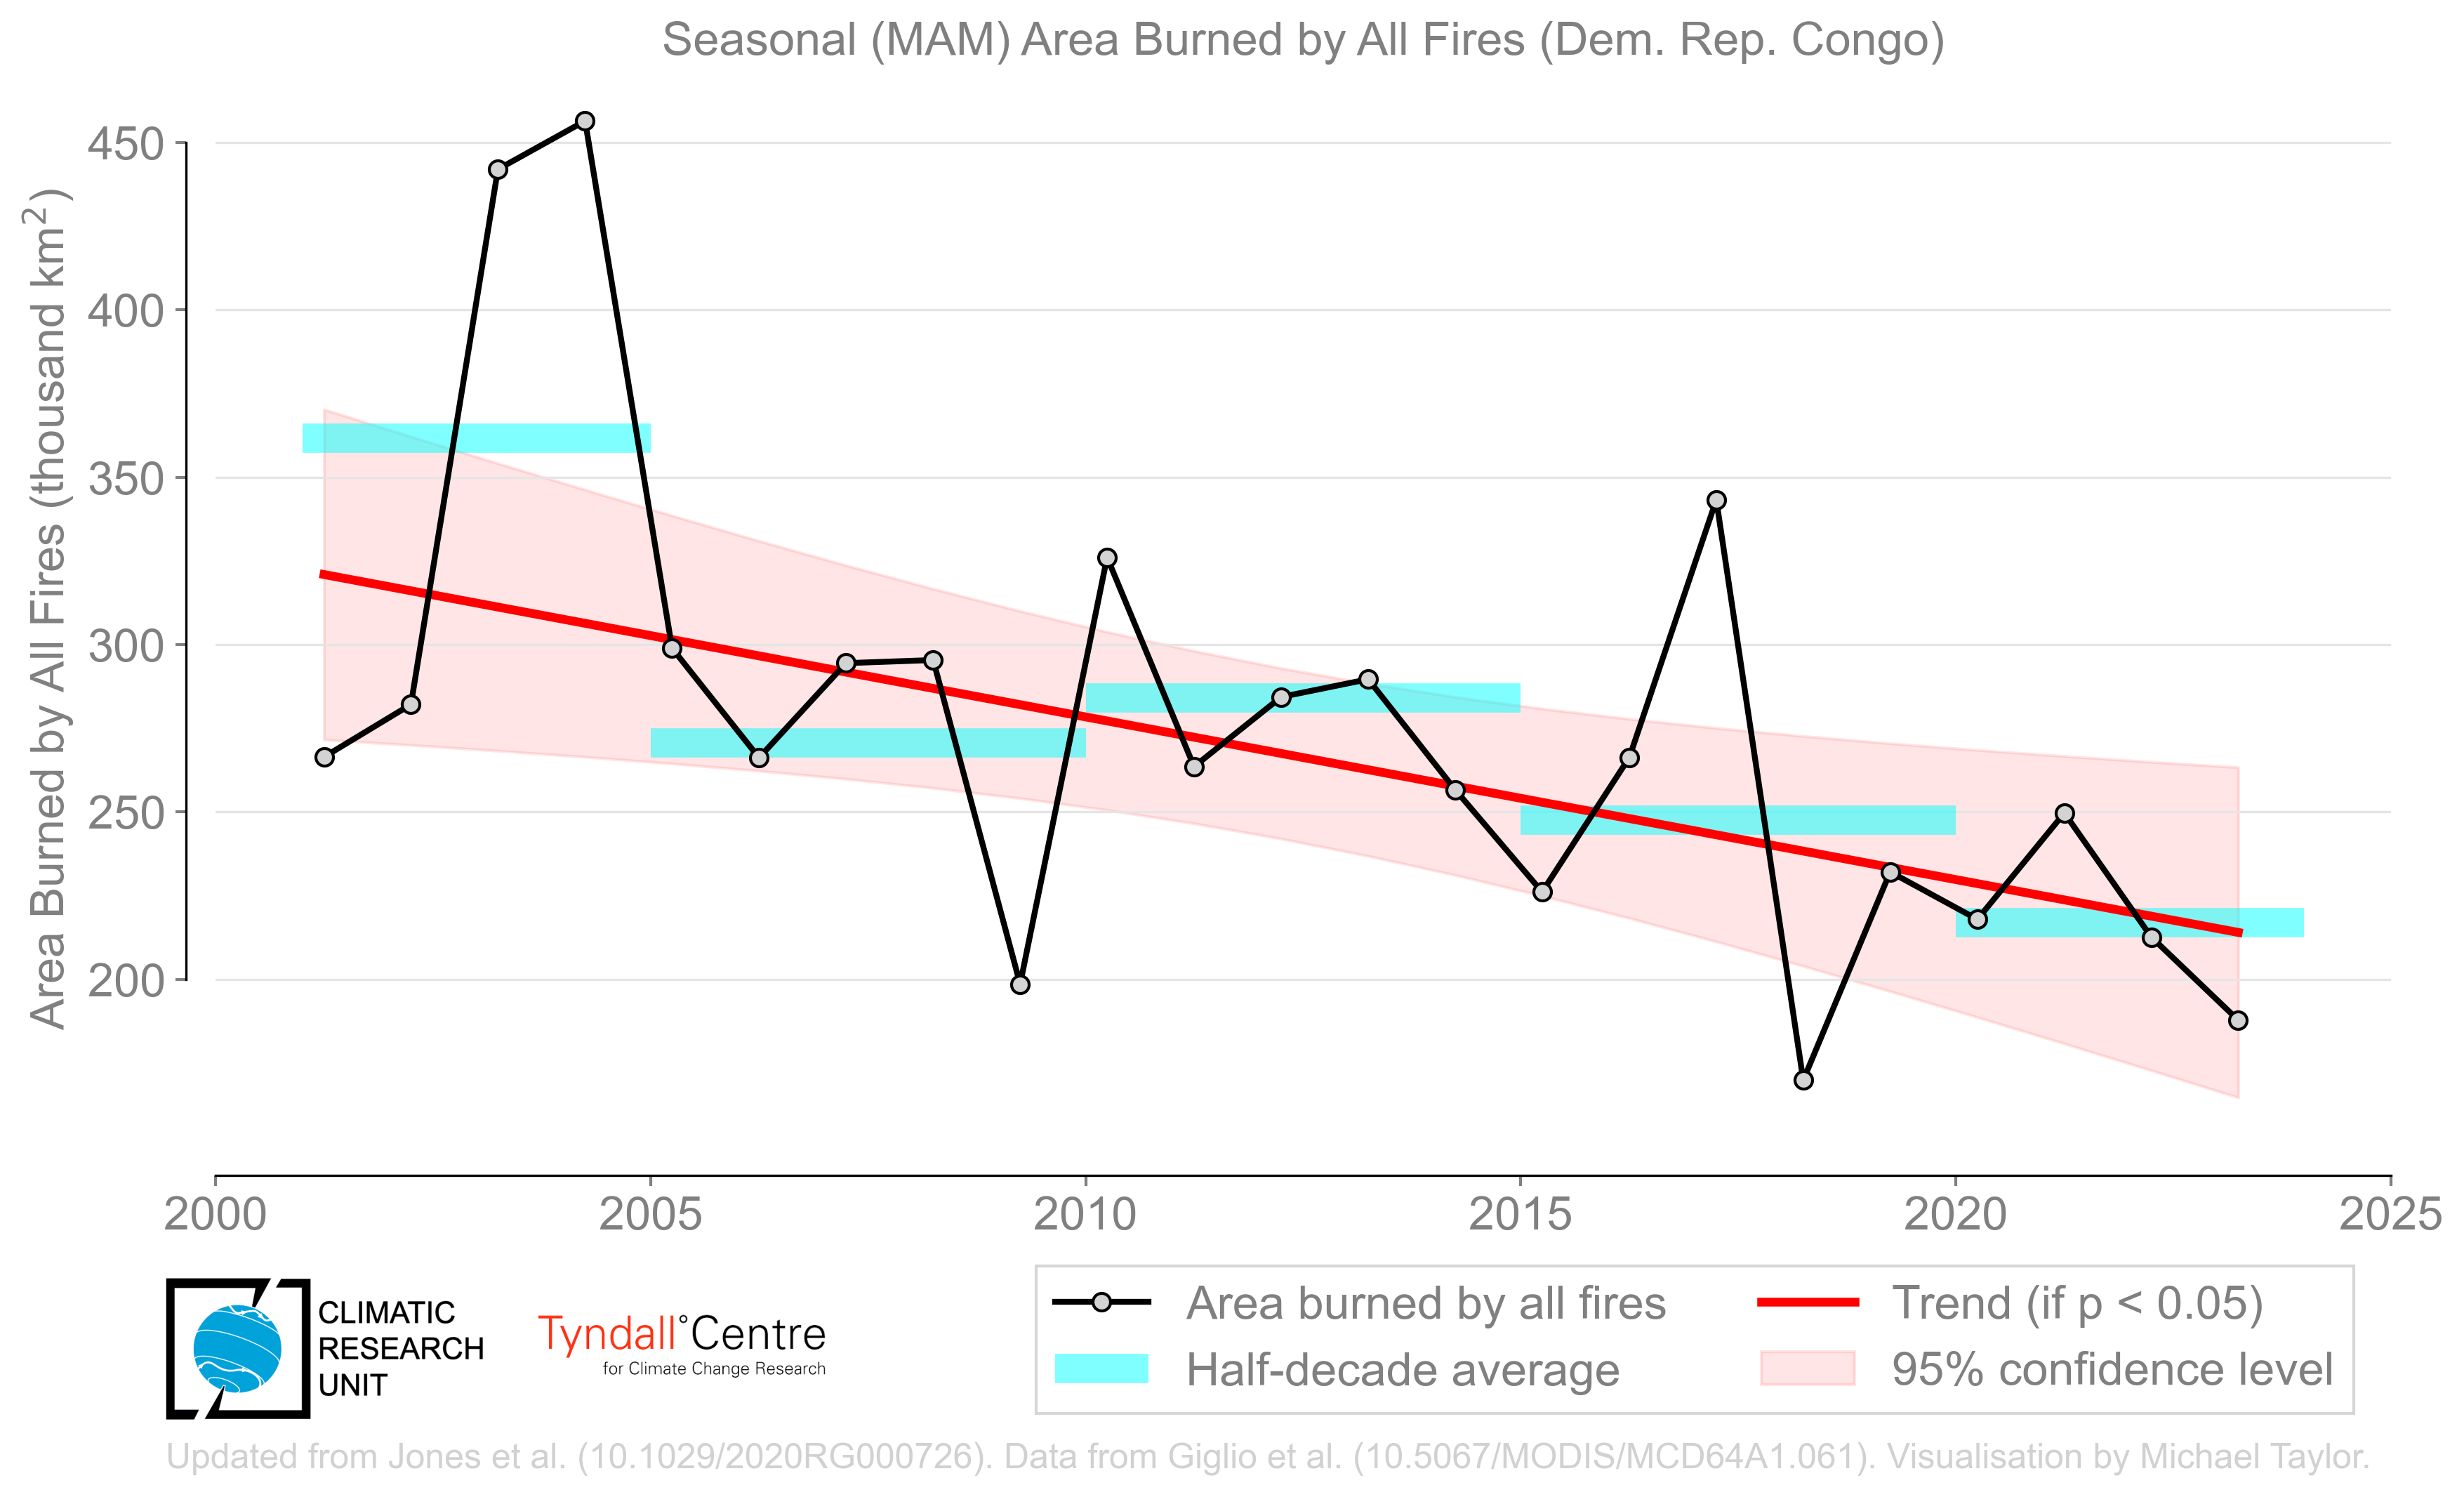 Seasonal (MAM) Area Burned by All Fires (Dem. Rep. Congo)
Area Burned by All Fires (thousand km²)
450
400
350
300
250
200
2000 2005 2010 2015 2020 2025
Area burned by all fires
Half-decade average
Trend (if p < 0.05)
95% confidence level
CLIMATIC
RESEARCH
UNIT
Tyndall°Centre
for Climate Change Research
Updated from Jones et al. (10.1029/2020RG000726). Data from Giglio et al. (10.5067/MODIS/MCD64A1.061). Visualisation by Michael Taylor.